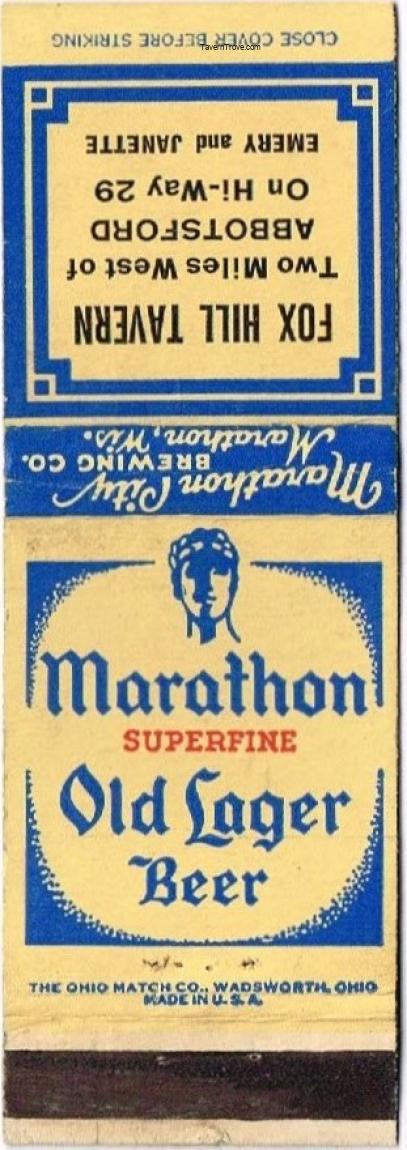 CLOSE COVER BEFORE STRIKING
TavernTrove.com
FOX HILL TAVERN
Two Miles West of
ABBOTSFORD
On Hi-Way 29
EMERY and JANETTE
Marathon City
BREWING CO.
Marathon, Wis.
Marathon
SUPERFINE
Old Lager
Beer
THE OHIO MATCH CO., WADSWORTH, OHIO
MADE IN U.S.A.